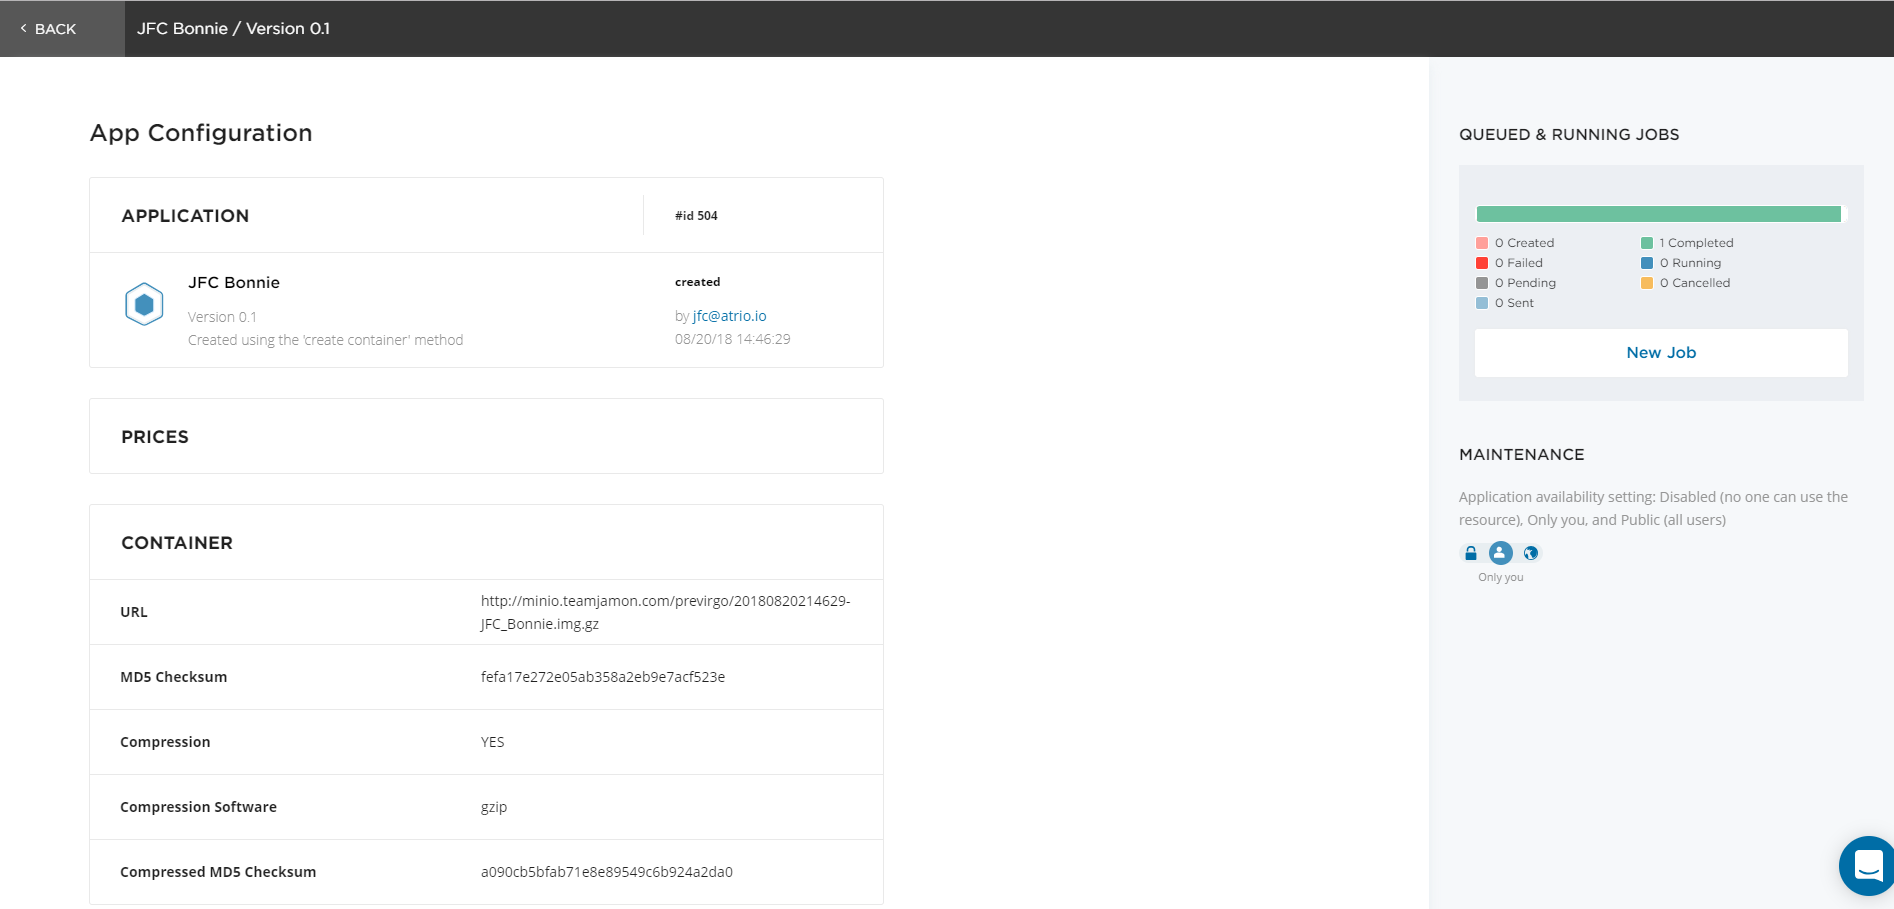 BACK
JFC Bonnie / Version 0.1
App Configuration
APPLICATION
#id 504
JFC Bonnie
Version 0.1
Created using the 'create container' method
created
by jfc@atrio.io
08/20/18 14:46:29
PRICES
CONTAINER
URL
http://minio.teamjamon.com/previrgo/20180820214629-
JFC_Bonnie.img.gz
MD5 Checksum
fefa17e272e05ab358a2eb9e7acf523e
Compression
YES
Compression Software
gzip
Compressed MD5 Checksum
a090cb5bfab71e8e89549c6b924a2da0
QUEUED & RUNNING JOBS
0 Created
1 Completed
0 Failed
0 Running
0 Pending
0 Cancelled
0 Sent
New Job
MAINTENANCE
Application availability setting: Disabled (no one can use the
resource), Only you, and Public (all users)
Only you